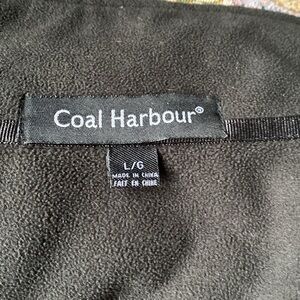 Coal Harbour®
L/G
MADE IN CHINA
FAIT EN CHINE